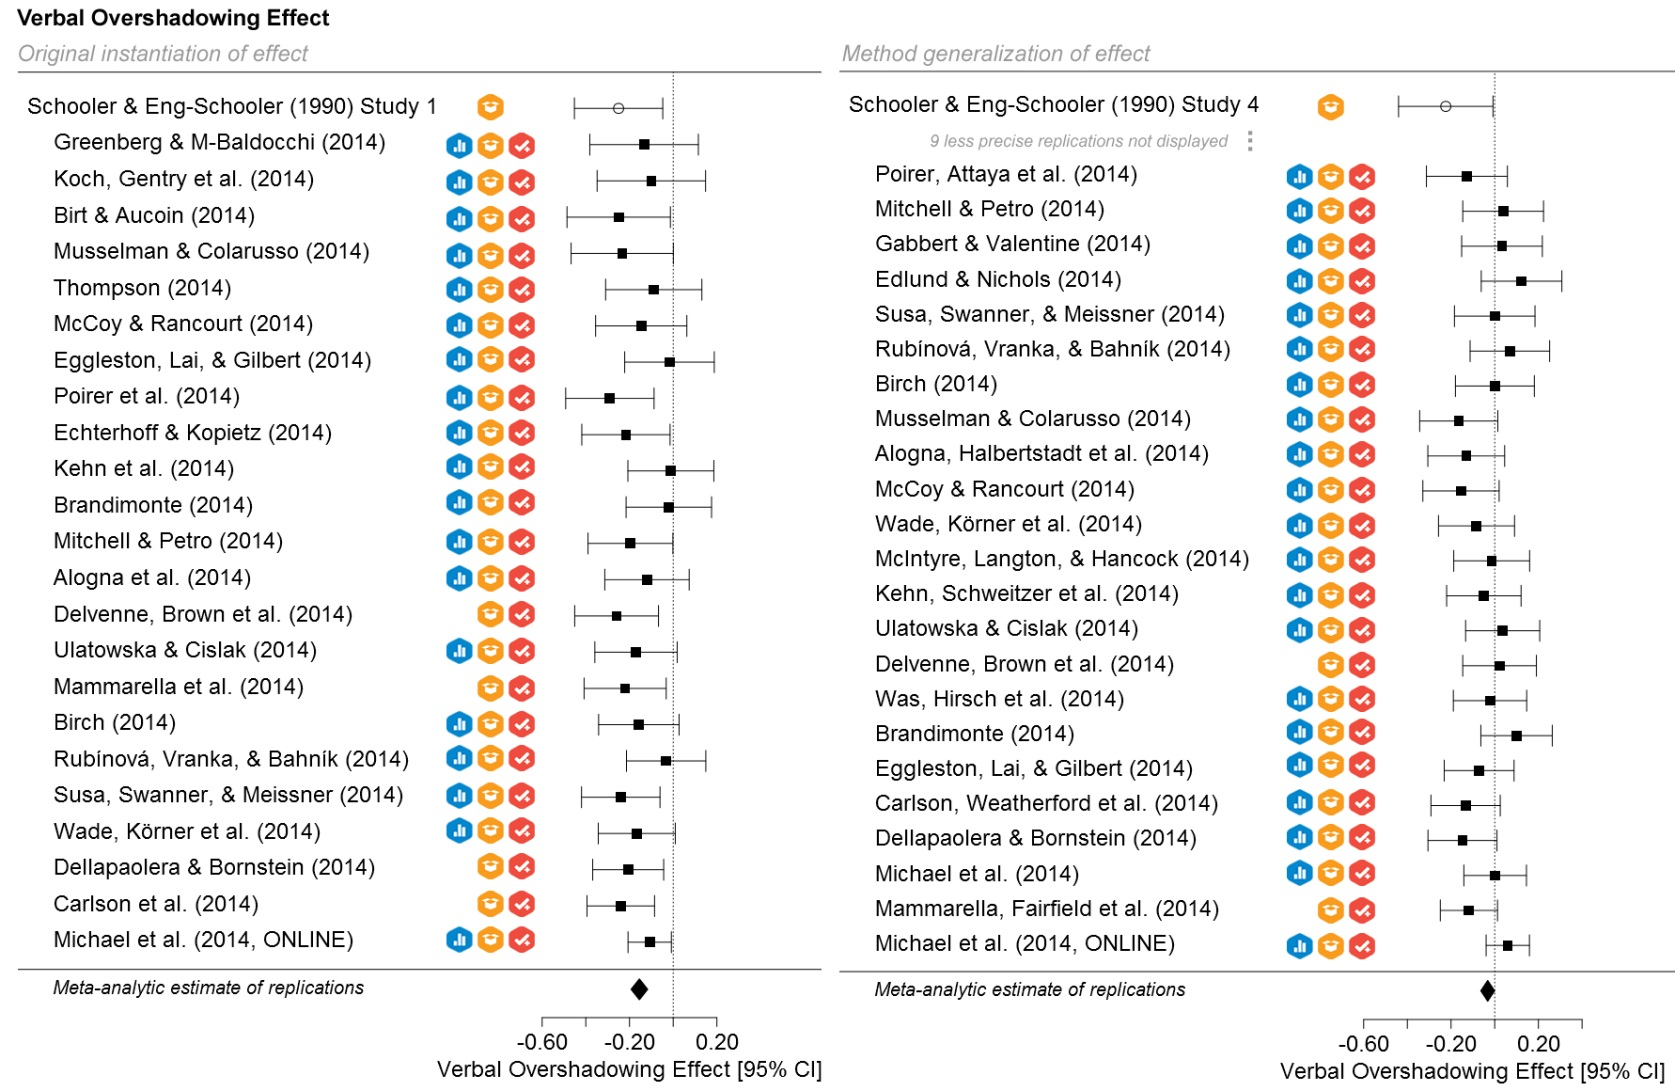 Verbal Overshadowing Effect
Original instantiation of effect
Schooler & Eng-Schooler (1990) Study 1
Greenberg & M-Baldocchi (2014)
Koch, Gentry et al. (2014)
Birt & Aucoin (2014)
Musselman & Colarusso (2014)
Thompson (2014)
McCoy & Rancourt (2014)
Eggleston, Lai, & Gilbert (2014)
Poirer et al. (2014)
Echterhoff & Kopietz (2014)
Kehn et al. (2014)
Brandimonte (2014)
Mitchell & Petro (2014)
Alogna et al. (2014)
Delvenne, Brown et al. (2014)
Ulatowska & Cislak (2014)
Mammarella et al. (2014)
Birch (2014)
Rubínová, Vranka, & Bahník (2014)
Susa, Swanner, & Meissner (2014)
Wade, Körner et al. (2014)
Dellapaolera & Bornstein (2014)
Carlson et al. (2014)
Michael et al. (2014, ONLINE)
Meta-analytic estimate of replications
-0.60 -0.20 0.20
Verbal Overshadowing Effect [95% CI]
Method generalization of effect
Schooler & Eng-Schooler (1990) Study 4
9 less precise replications not displayed
Poirer, Attaya et al. (2014)
Mitchell & Petro (2014)
Gabbert & Valentine (2014)
Edlund & Nichols (2014)
Susa, Swanner, & Meissner (2014)
Rubínová, Vranka, & Bahník (2014)
Birch (2014)
Musselman & Colarusso (2014)
Alogna, Halbertstadt et al. (2014)
McCoy & Rancourt (2014)
Wade, Körner et al. (2014)
McIntyre, Langton, & Hancock (2014)
Kehn, Schweitzer et al. (2014)
Ulatowska & Cislak (2014)
Delvenne, Brown et al. (2014)
Was, Hirsch et al. (2014)
Brandimonte (2014)
Eggleston, Lai, & Gilbert (2014)
Carlson, Weatherford et al. (2014)
Dellapaolera & Bornstein (2014)
Michael et al. (2014)
Mammarella, Fairfield et al. (2014)
Michael et al. (2014, ONLINE)
Meta-analytic estimate of replications
-0.60 -0.20 0.20
Verbal Overshadowing Effect [95% CI]